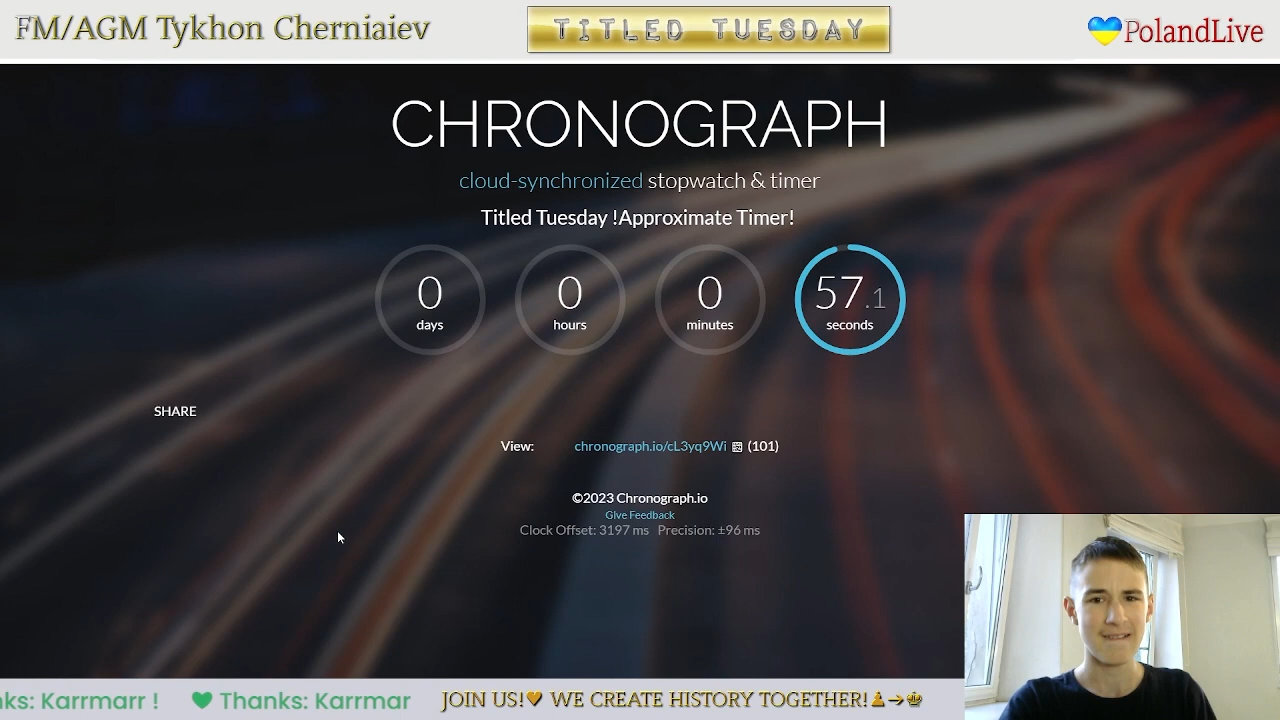 FM/AGM Tykhon Cherniaiev
TITLED TUESDAY
PolandLive
CHRONOGRAPH
cloud-synchronized stopwatch & timer
Titled Tuesday !Approximate Timer!
0 0 0 57.1
days hours minutes seconds
SHARE
View: chronograph.io/cL3yq9Wi (101)
©2023 Chronograph.io
Give Feedback
Clock Offset: 3197 ms Precision: ±96 ms
nks: Karrmarr ! Thanks: Karrmar
JOIN US! WE CREATE HISTORY TOGETHER!